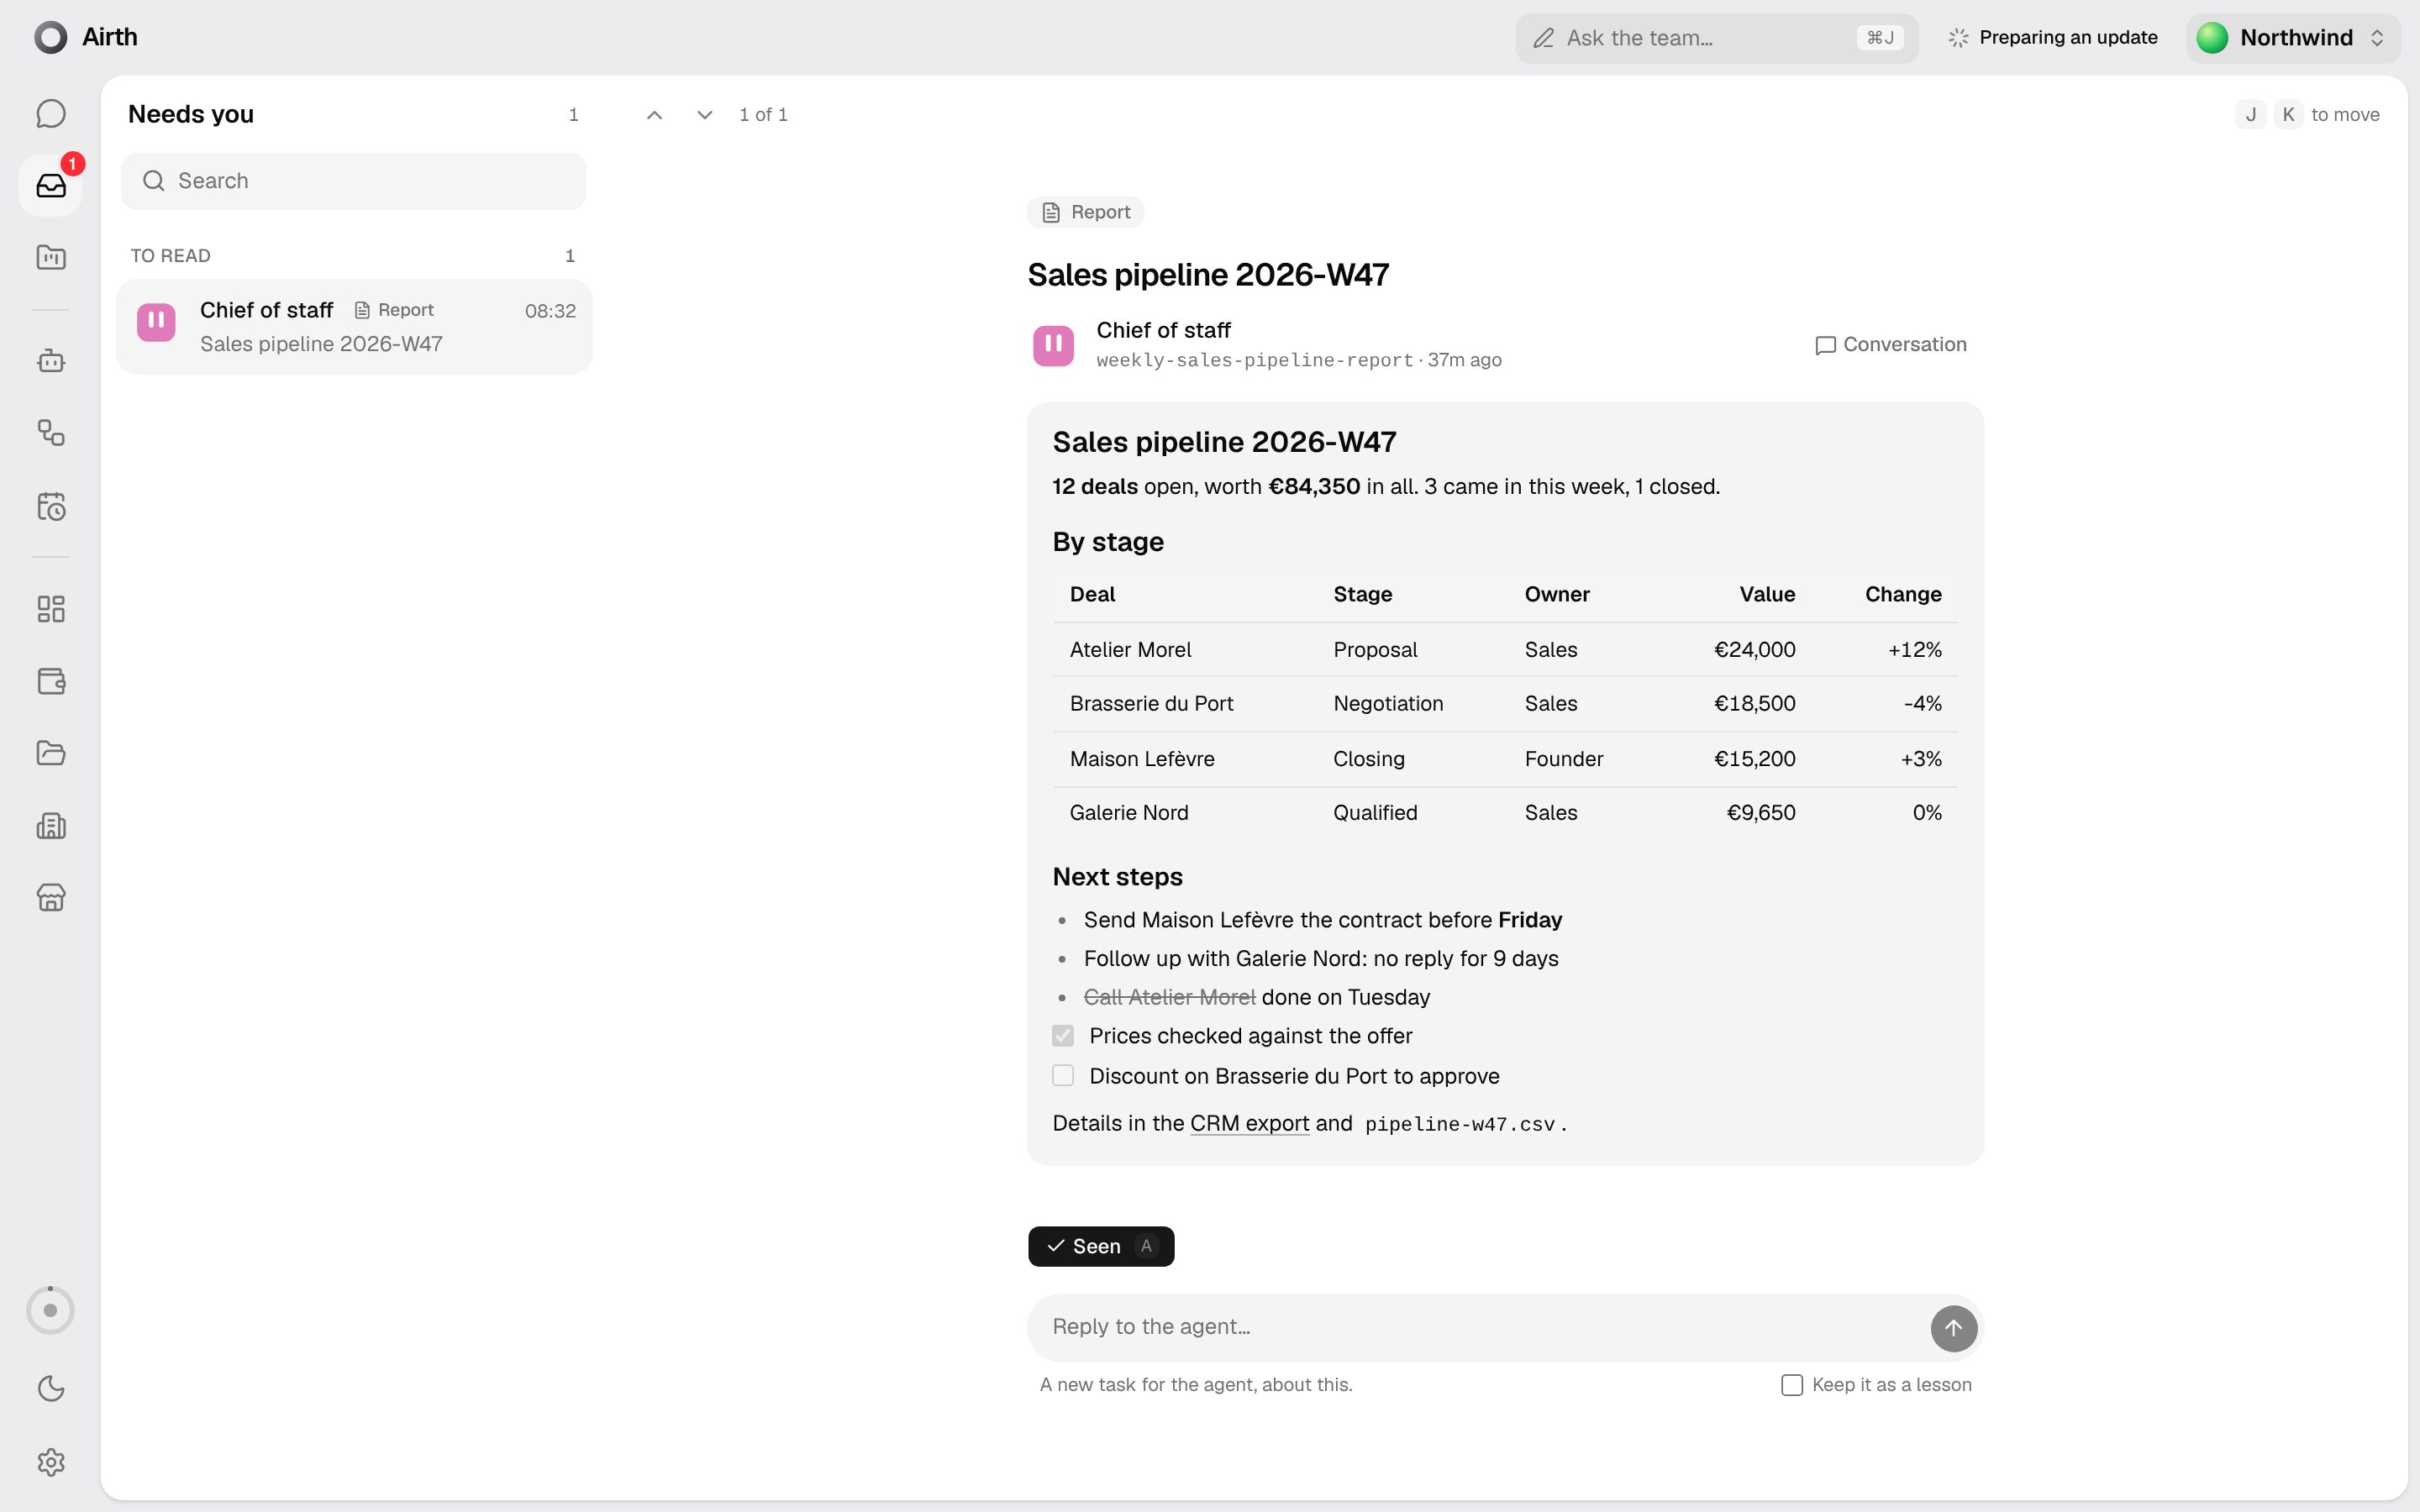 Airth
Ask the team... ⌘J
Preparing an update
Northwind
Needs you 1
1 of 1
J K to move
1
Search
TO READ 1
Chief of staff Report 08:32
Sales pipeline 2026-W47
Report
Sales pipeline 2026-W47
Chief of staff
weekly-sales-pipeline-report · 37m ago
Conversation
Sales pipeline 2026-W47
12 deals open, worth €84,350 in all. 3 came in this week, 1 closed.
By stage
Deal Stage Owner Value Change
Atelier Morel Proposal Sales €24,000 +12%
Brasserie du Port Negotiation Sales €18,500 -4%
Maison Lefèvre Closing Founder €15,200 +3%
Galerie Nord Qualified Sales €9,650 0%
Next steps
• Send Maison Lefèvre the contract before Friday
• Follow up with Galerie Nord: no reply for 9 days
• Call Atelier Morel done on Tuesday
Prices checked against the offer
Discount on Brasserie du Port to approve
Details in the CRM export and pipeline-w47.csv.
Seen A
Reply to the agent...
A new task for the agent, about this.
Keep it as a lesson